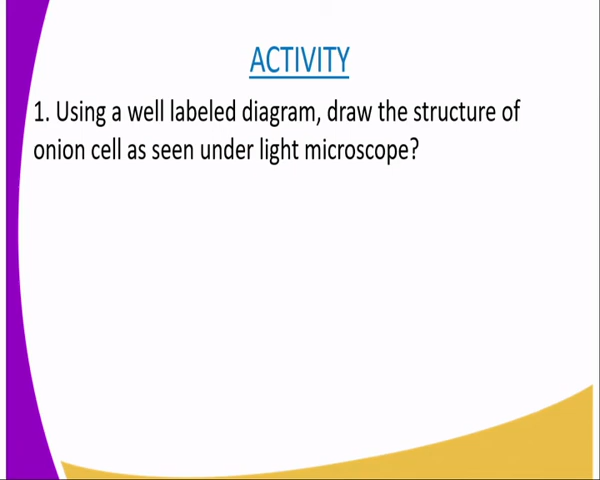 ACTIVITY
1. Using a well labeled diagram, draw the structure of
onion cell as seen under light microscope?